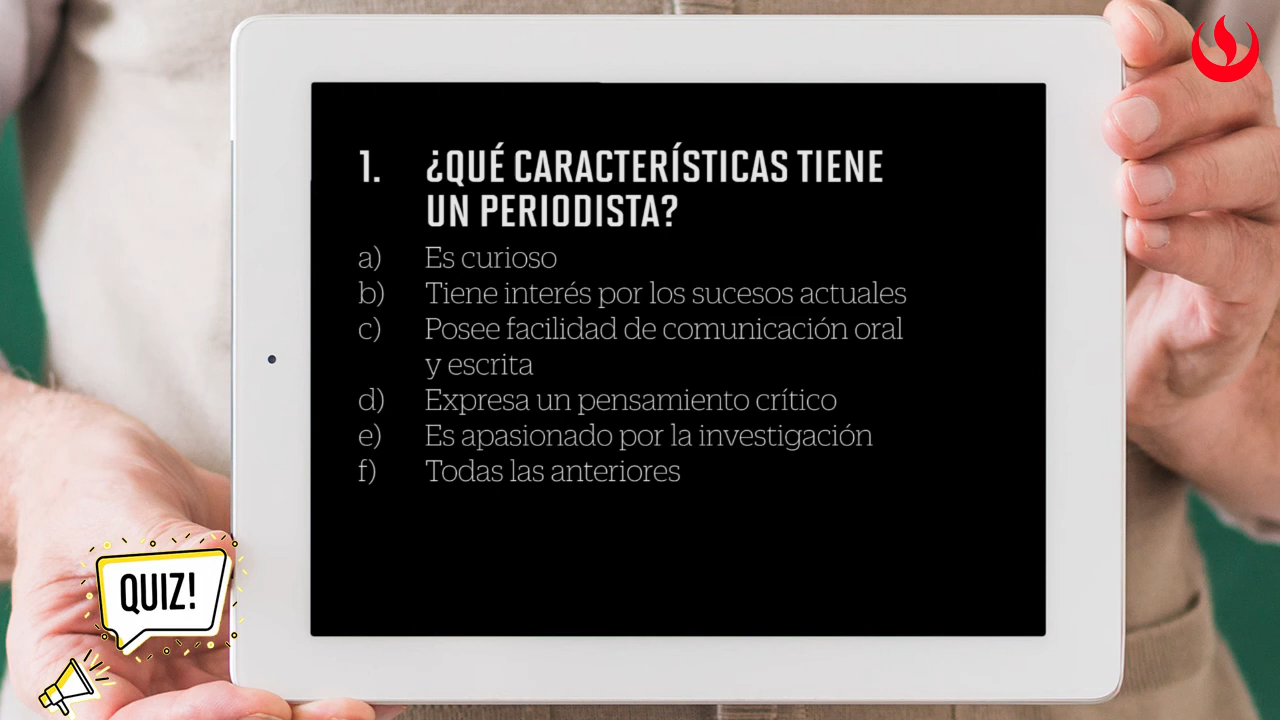 1. ¿QUÉ CARACTERÍSTICAS TIENE
UN PERIODISTA?
a) Es curioso
b) Tiene interés por los sucesos actuales
c) Posee facilidad de comunicación oral
y escrita
d) Expresa un pensamiento crítico
e) Es apasionado por la investigación
f) Todas las anteriores
QUIZ!